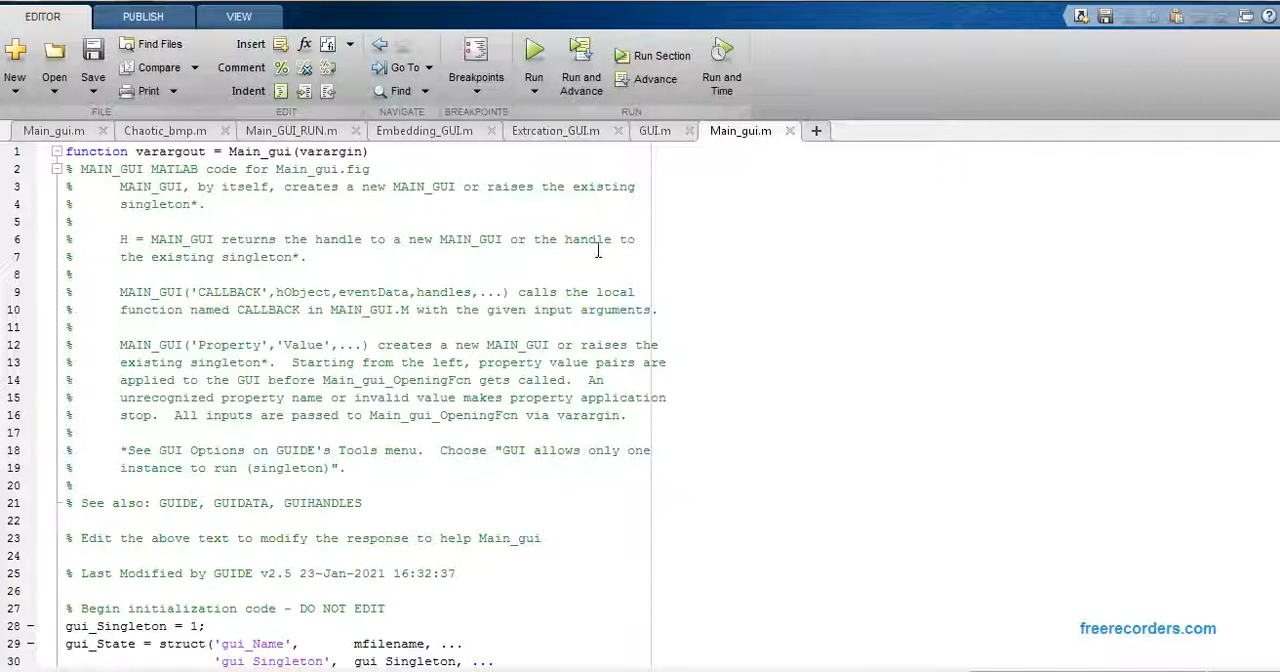 EDITOR PUBLISH VIEW
Find Files Insert fx Run Section
Compare Comment Go To
New Open Save Breakpoints Run Run and Advance Advance Run and Time
Print Indent Find
FILE EDIT NAVIGATE BREAKPOINTS RUN
Main_gui.m Chaotic_bmp.m Main_GUI_RUN.m Embedding_GUI.m Extrcation_GUI.m GUI.m Main_gui.m
1 function varargout = Main_gui(varargin)
2 % MAIN_GUI MATLAB code for Main_gui.fig
3 % MAIN_GUI, by itself, creates a new MAIN_GUI or raises the existing
4 % singleton*.
5 %
6 % H = MAIN_GUI returns the handle to a new MAIN_GUI or the handle to
7 % the existing singleton*.
8 %
9 % MAIN_GUI('CALLBACK',hObject,eventData,handles,...) calls the local
10 % function named CALLBACK in MAIN_GUI.M with the given input arguments.
11 %
12 % MAIN_GUI('Property','Value',...) creates a new MAIN_GUI or raises the
13 % existing singleton*.  Starting from the left, property value pairs are
14 % applied to the GUI before Main_gui_OpeningFcn gets called.  An
15 % unrecognized property name or invalid value makes property application
16 % stop.  All inputs are passed to Main_gui_OpeningFcn via varargin.
17 %
18 % *See GUI Options on GUIDE's Tools menu.  Choose "GUI allows only one
19 % instance to run (singleton)".
20 %
21 % See also: GUIDE, GUIDATA, GUIHANDLES
22
23 % Edit the above text to modify the response to help Main_gui
24
25 % Last Modified by GUIDE v2.5 23-Jan-2021 16:32:37
26
27 % Begin initialization code - DO NOT EDIT
28 gui_Singleton = 1;
29 gui_State = struct('gui_Name', mfilename, ...
30 'gui_Singleton', gui_Singleton, ...
freerecorders.com